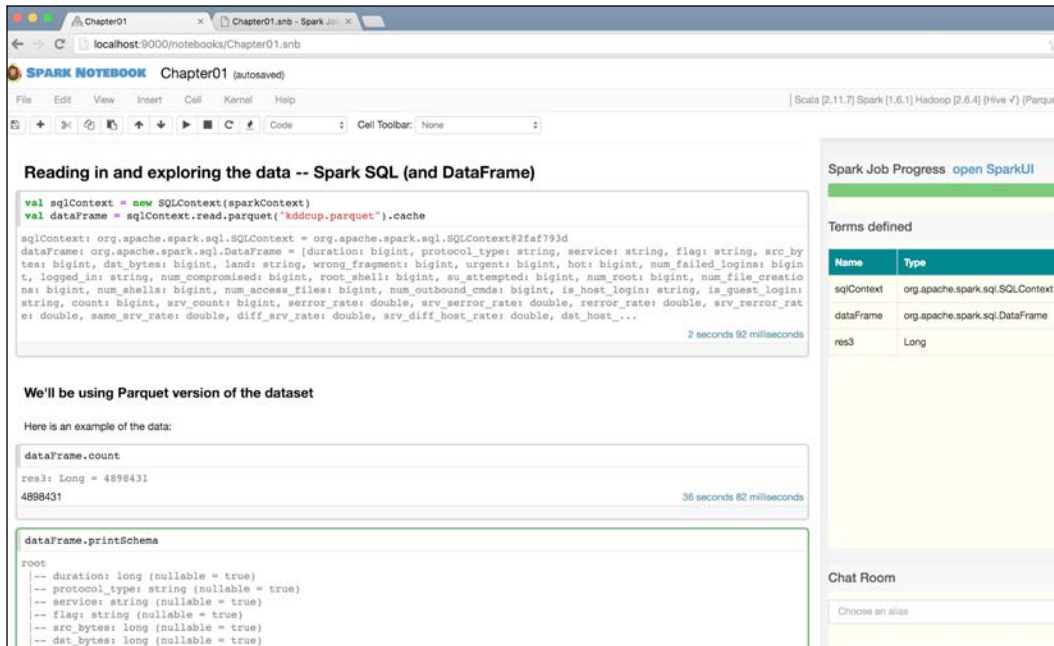 Chapter01
Chapter01.snb - Spark Jo
localhost:9000/notebooks/Chapter01.snb
SPARK NOTEBOOK Chapter01 (autosaved)
File Edit View Insert Cell Kernel Help
Scala [2.11.7] Spark [1.6.1] Hadoop [2.6.4] {Hive ✓} {Parque
Code Cell Toolbar: None
Reading in and exploring the data -- Spark SQL (and DataFrame)
val sqlContext = new SQLContext(sparkContext)
val dataFrame = sqlContext.read.parquet("kddcup.parquet").cache
sqlContext: org.apache.spark.sql.SQLContext = org.apache.spark.sql.SQLContext@2faf793d
dataFrame: org.apache.spark.sql.DataFrame = [duration: bigint, protocol_type: string, service: string, flag: string, src_by
tes: bigint, dst_bytes: bigint, land: string, wrong_fragment: bigint, urgent: bigint, hot: bigint, num_failed_logins: bigin
t, logged_in: string, num_compromised: bigint, root_shell: bigint, su_attempted: bigint, num_root: bigint, num_file_creatio
ns: bigint, num_shells: bigint, num_access_files: bigint, num_outbound_cmds: bigint, is_host_login: string, is_guest_login:
string, count: bigint, srv_count: bigint, serror_rate: double, srv_serror_rate: double, rerror_rate: double, srv_rerror_rat
e: double, same_srv_rate: double, diff_srv_rate: double, srv_diff_host_rate: double, dst_host_...
2 seconds 92 milliseconds
We'll be using Parquet version of the dataset
Here is an example of the data:
dataFrame.count
res3: Long = 4898431
4898431
36 seconds 82 milliseconds
dataFrame.printSchema
root
|-- duration: long (nullable = true)
|-- protocol_type: string (nullable = true)
|-- service: string (nullable = true)
|-- flag: string (nullable = true)
|-- src_bytes: long (nullable = true)
|-- dst_bytes: long (nullable = true)
Spark Job Progress open SparkUI
Terms defined
Name Type
sqlContext org.apache.spark.sql.SQLContext
dataFrame org.apache.spark.sql.DataFrame
res3 Long
Chat Room
Choose an alias